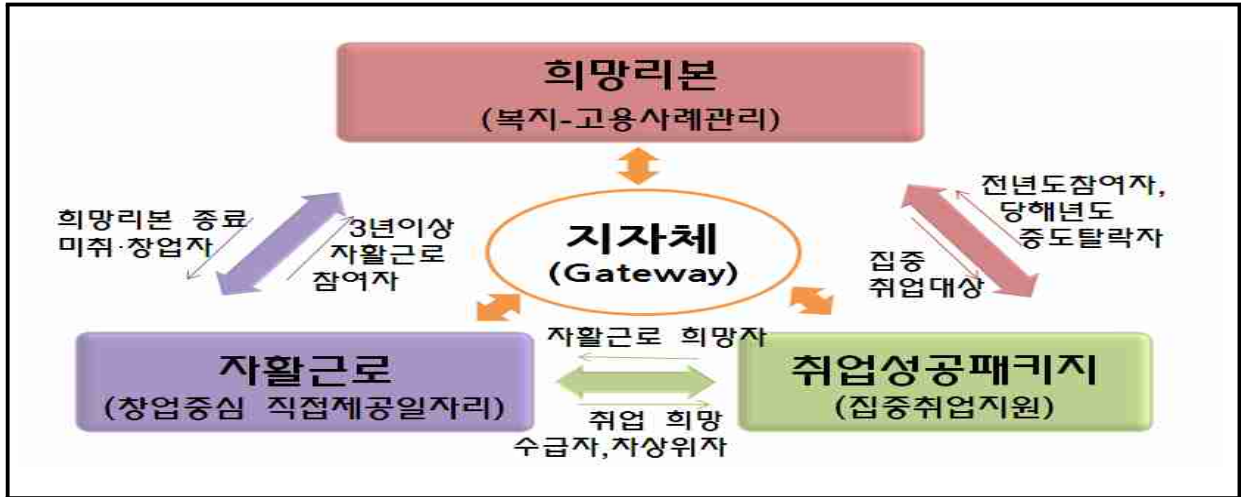 희망리본
(복지-고용사례관리)
희망리본 종료
미취·창업자
3년이상
자활근로
참여자
지자체
(Gateway)
전년도참여자,
당해년도
중도탈락자
집중
취업대상
자활근로 희망자
자활근로
(창업중심 직접제공일자리)
취업 희망
수급자,차상위자
취업성공패키지
(집중취업지원)